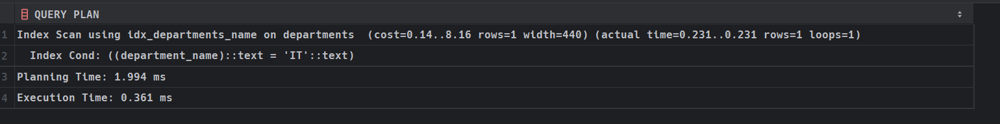 QUERY PLAN
1 Index Scan using idx_departments_name on departments  (cost=0.14..8.16 rows=1 width=440) (actual time=0.231..0.231 rows=1 loops=1)
2   Index Cond: ((department_name)::text = 'IT'::text)
3 Planning Time: 1.994 ms
4 Execution Time: 0.361 ms